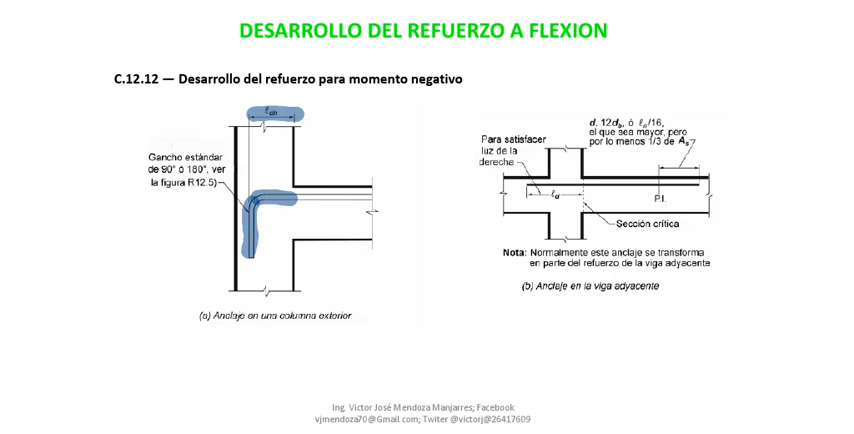 DESARROLLO DEL REFUERZO A FLEXION
C.12.12 — Desarrollo del refuerzo para momento negativo
ℓdh
Gancho estándar
de 90° ó 180°, ver
la figura R12.5)
(a) Anclaje en una columna exterior
d, 12db, ó ℓn/16,
el que sea mayor, pero
por lo menos 1/3 de As
Para satisfacer
luz de la
derecha
ℓd
P.I.
Sección crítica
Nota: Normalmente este anclaje se transforma
en parte del refuerzo de la viga adyacente
(b) Anclaje en la viga adyacente
Ing. Victor José Mendoza Manjarres; Facebook
vjmendoza70@Gmail com; Twiter @victorj@26417609